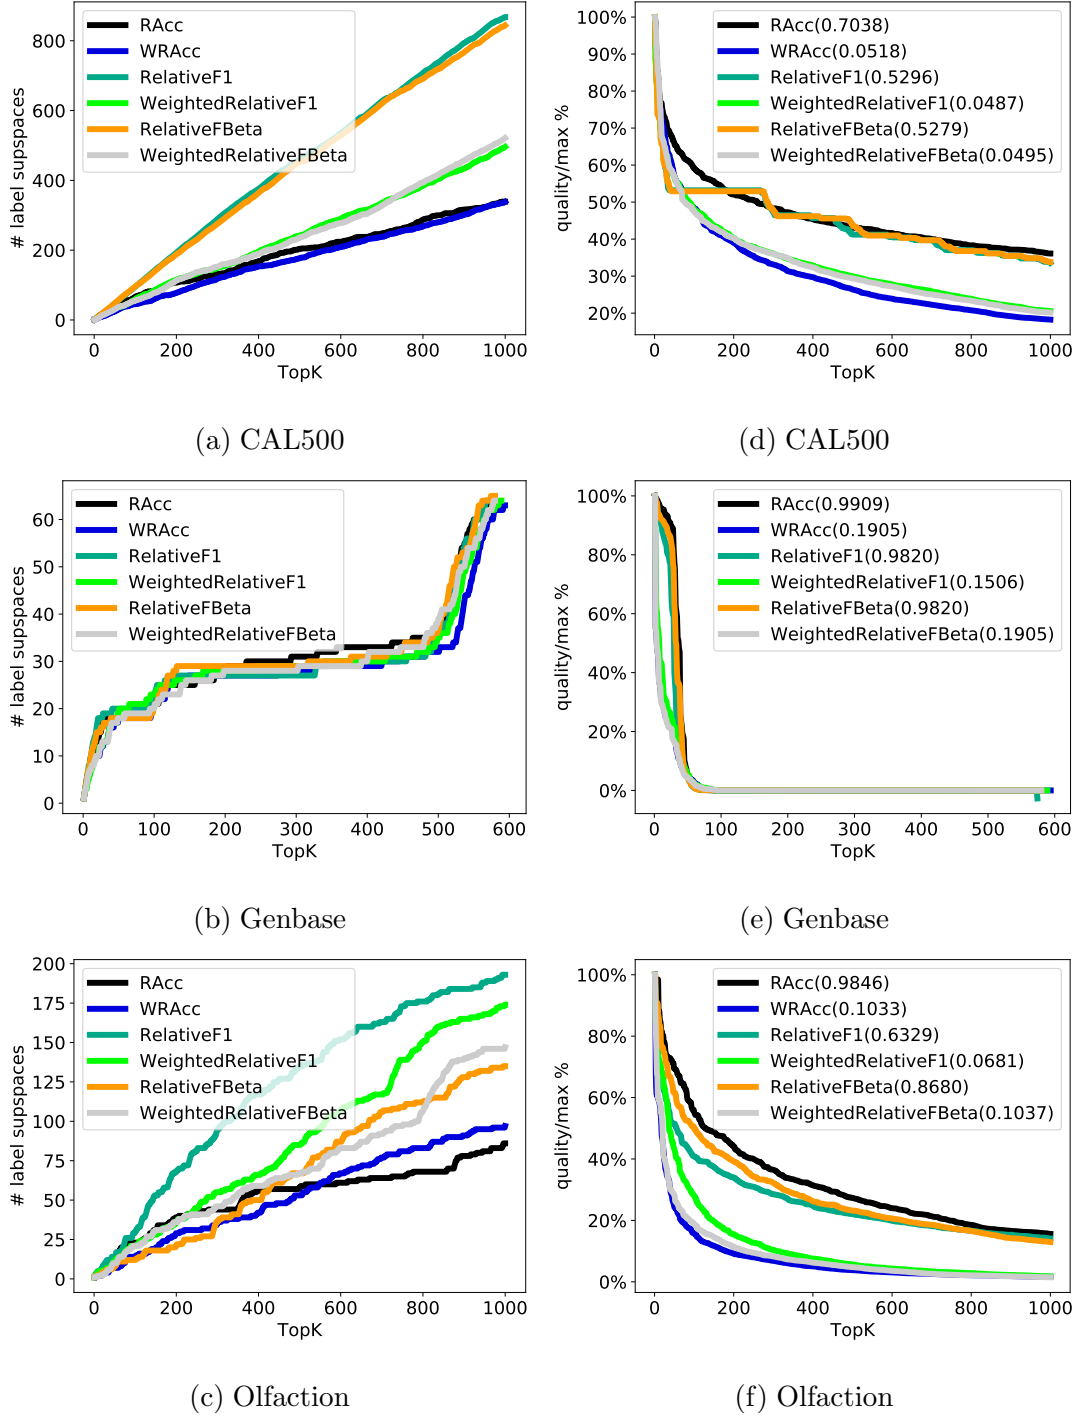 RAcc
WRAcc
RelativeF1
WeightedRelativeF1
RelativeFBeta
WeightedRelativeFBeta
800
600
400
200
0
# label supspaces
0 200 400 600 800 1000
TopK
(a) CAL500
RAcc(0.7038)
WRAcc(0.0518)
RelativeF1(0.5296)
WeightedRelativeF1(0.0487)
RelativeFBeta(0.5279)
WeightedRelativeFBeta(0.0495)
100%
90%
80%
70%
60%
50%
40%
30%
20%
quality/max %
0 200 400 600 800 1000
TopK
(d) CAL500
RAcc
WRAcc
RelativeF1
WeightedRelativeF1
RelativeFBeta
WeightedRelativeFBeta
60
50
40
30
20
10
0
# label supspaces
0 100 200 300 400 500 600
TopK
(b) Genbase
RAcc(0.9909)
WRAcc(0.1905)
RelativeF1(0.9820)
WeightedRelativeF1(0.1506)
RelativeFBeta(0.9820)
WeightedRelativeFBeta(0.1905)
100%
80%
60%
40%
20%
0%
quality/max %
0 100 200 300 400 500 600
TopK
(e) Genbase
RAcc
WRAcc
RelativeF1
WeightedRelativeF1
RelativeFBeta
WeightedRelativeFBeta
200
175
150
125
100
75
50
25
0
# label supspaces
0 200 400 600 800 1000
TopK
(c) Olfaction
RAcc(0.9846)
WRAcc(0.1033)
RelativeF1(0.6329)
WeightedRelativeF1(0.0681)
RelativeFBeta(0.8680)
WeightedRelativeFBeta(0.1037)
100%
80%
60%
40%
20%
0%
quality/max %
0 200 400 600 800 1000
TopK
(f) Olfaction